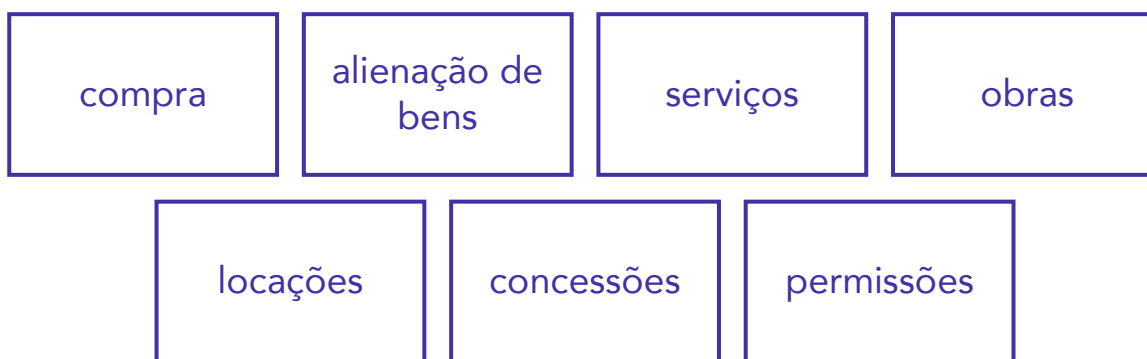 compra
alienação de
bens
serviços
obras
locações
concessões
permissões